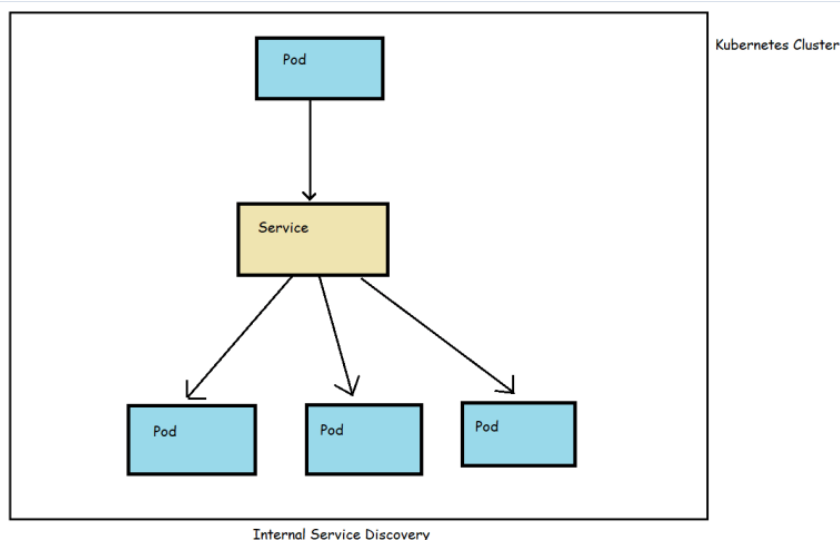 Kubernetes Cluster
Pod
Service
Pod
Pod
Pod
Internal Service Discovery